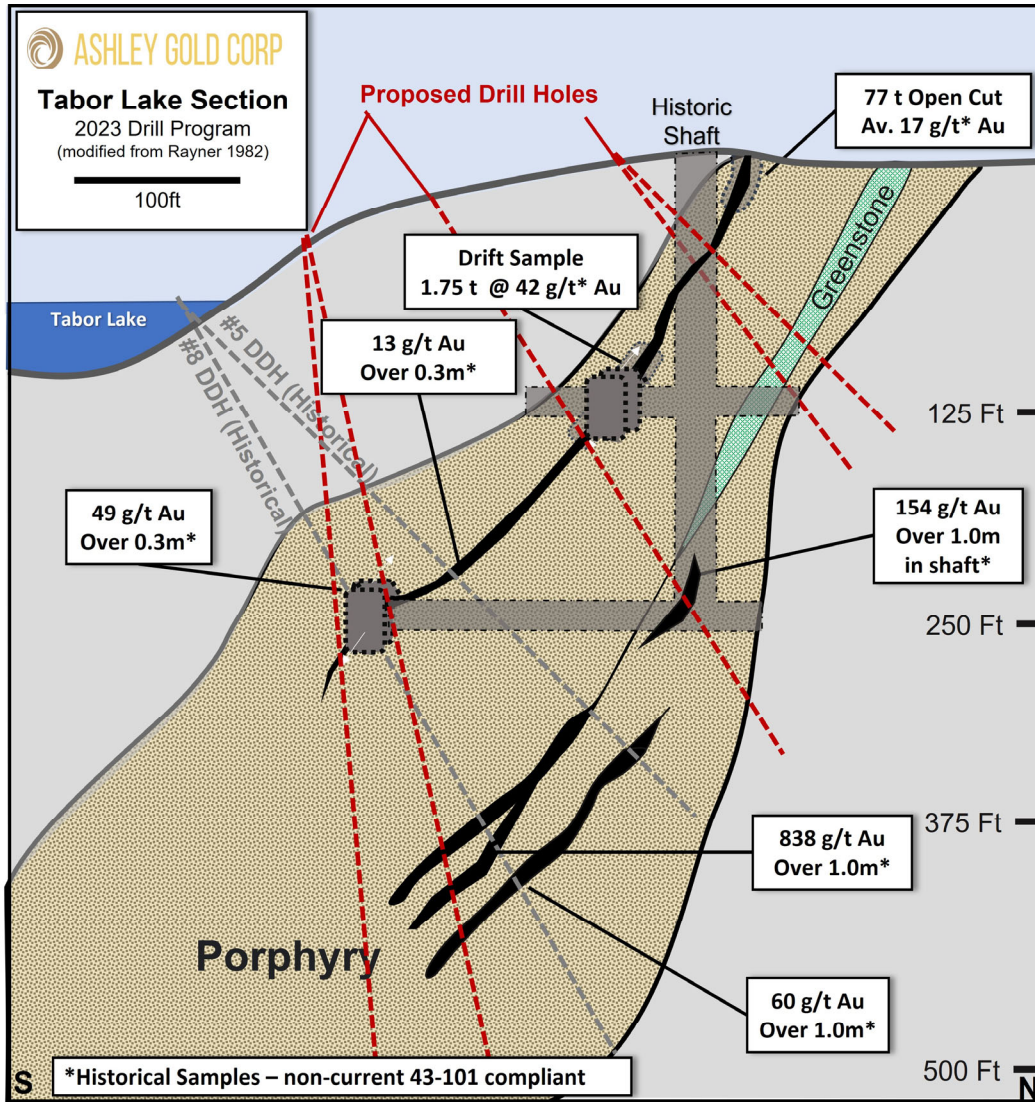 ASHLEY GOLD CORP
Tabor Lake Section
2023 Drill Program
(modified from Rayner 1982)
100ft
Proposed Drill Holes
Historic
Shaft
77 t Open Cut
Av. 17 g/t* Au
Greenstone
Drift Sample
1.75 t @ 42 g/t* Au
Tabor Lake
#5 DDH (Historical)
#8 DDH (Historical)
13 g/t Au
Over 0.3m*
125 Ft
49 g/t Au
Over 0.3m*
154 g/t Au
Over 1.0m
in shaft*
250 Ft
375 Ft
838 g/t Au
Over 1.0m*
Porphyry
60 g/t Au
Over 1.0m*
500 Ft
S
*Historical Samples – non-current 43-101 compliant
N